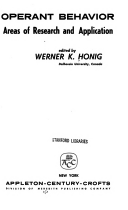 OPERANT BEHAVIOR
Areas of Research and Application
edited by
WERNER K. HONIG
Dalhousie University, Canada
STANFORD LIBRARIES
NEW YORK
APPLETON-CENTURY-CROFTS
DIVISION OF MEREDITH PUBLISHING COMPANY